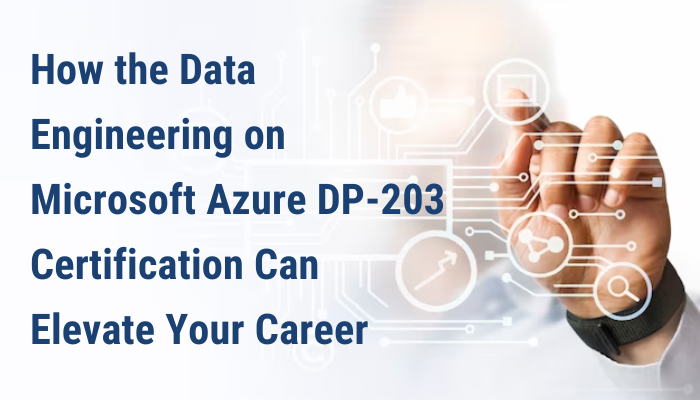 How the Data
Engineering on
Microsoft Azure DP-203
Certification Can
Elevate Your Career